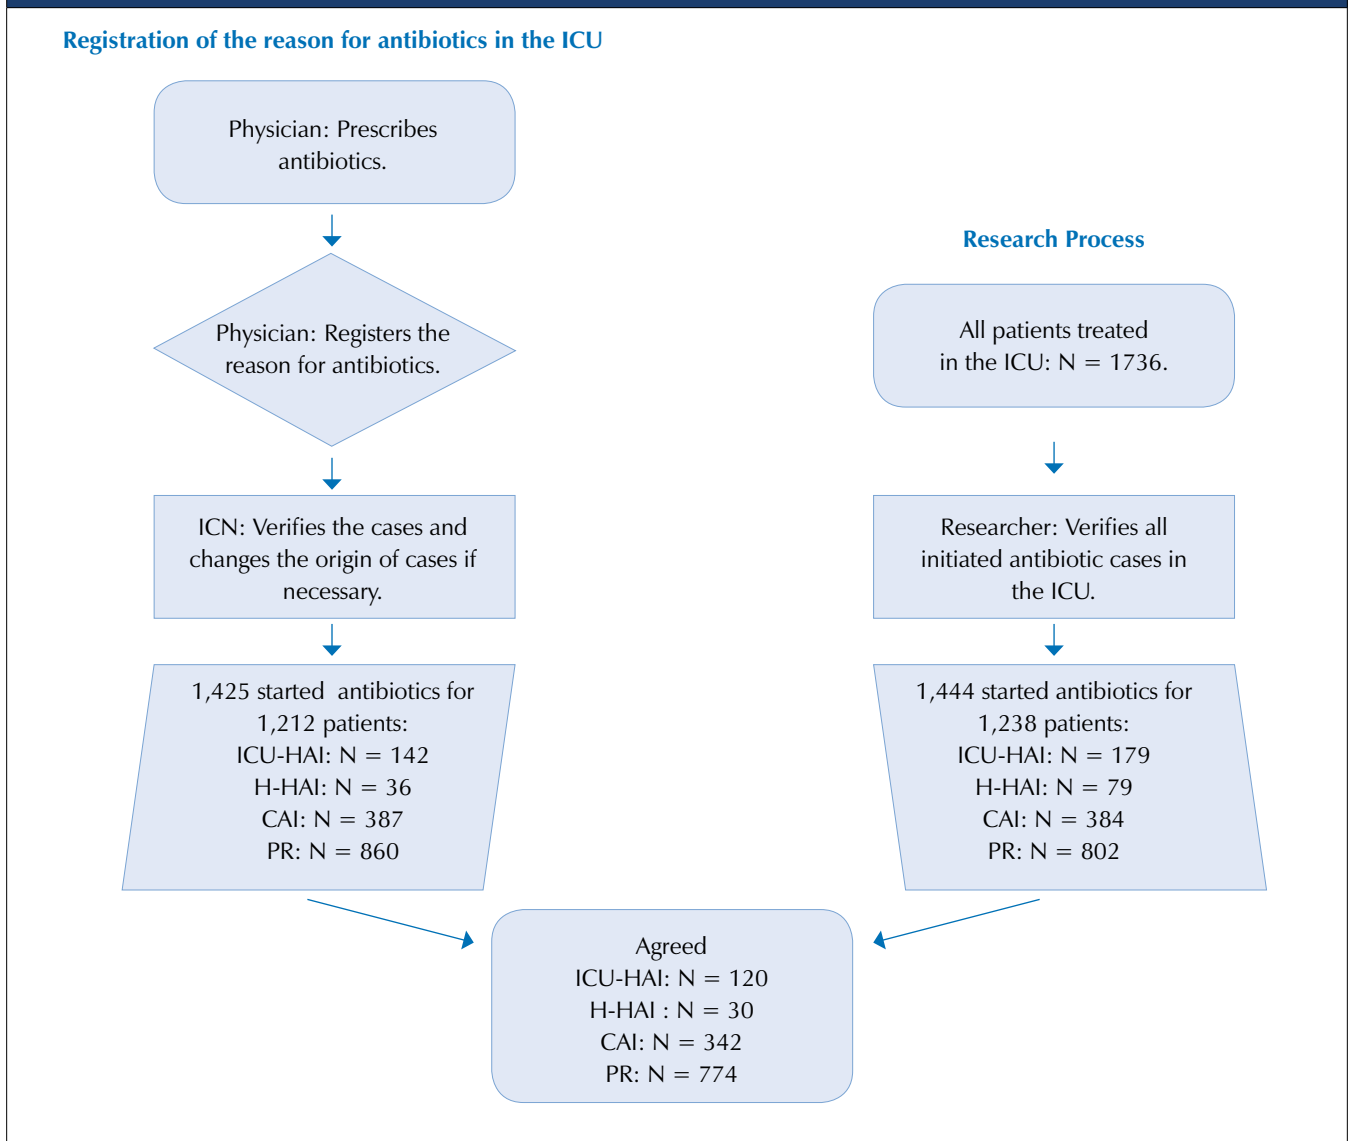 Registration of the reason for antibiotics in the ICU
Physician: Prescribes
antibiotics.
Physician: Registers the
reason for antibiotics.
ICN: Verifies the cases and
changes the origin of cases if
necessary.
1,425 started antibiotics for
1,212 patients:
ICU-HAI: N = 142
H-HAI: N = 36
CAI: N = 387
PR: N = 860
Research Process
All patients treated
in the ICU: N = 1736.
Researcher: Verifies all
initiated antibiotic cases in
the ICU.
1,444 started antibiotics for
1,238 patients:
ICU-HAI: N = 179
H-HAI: N = 79
CAI: N = 384
PR: N = 802
Agreed
ICU-HAI: N = 120
H-HAI : N = 30
CAI: N = 342
PR: N = 774